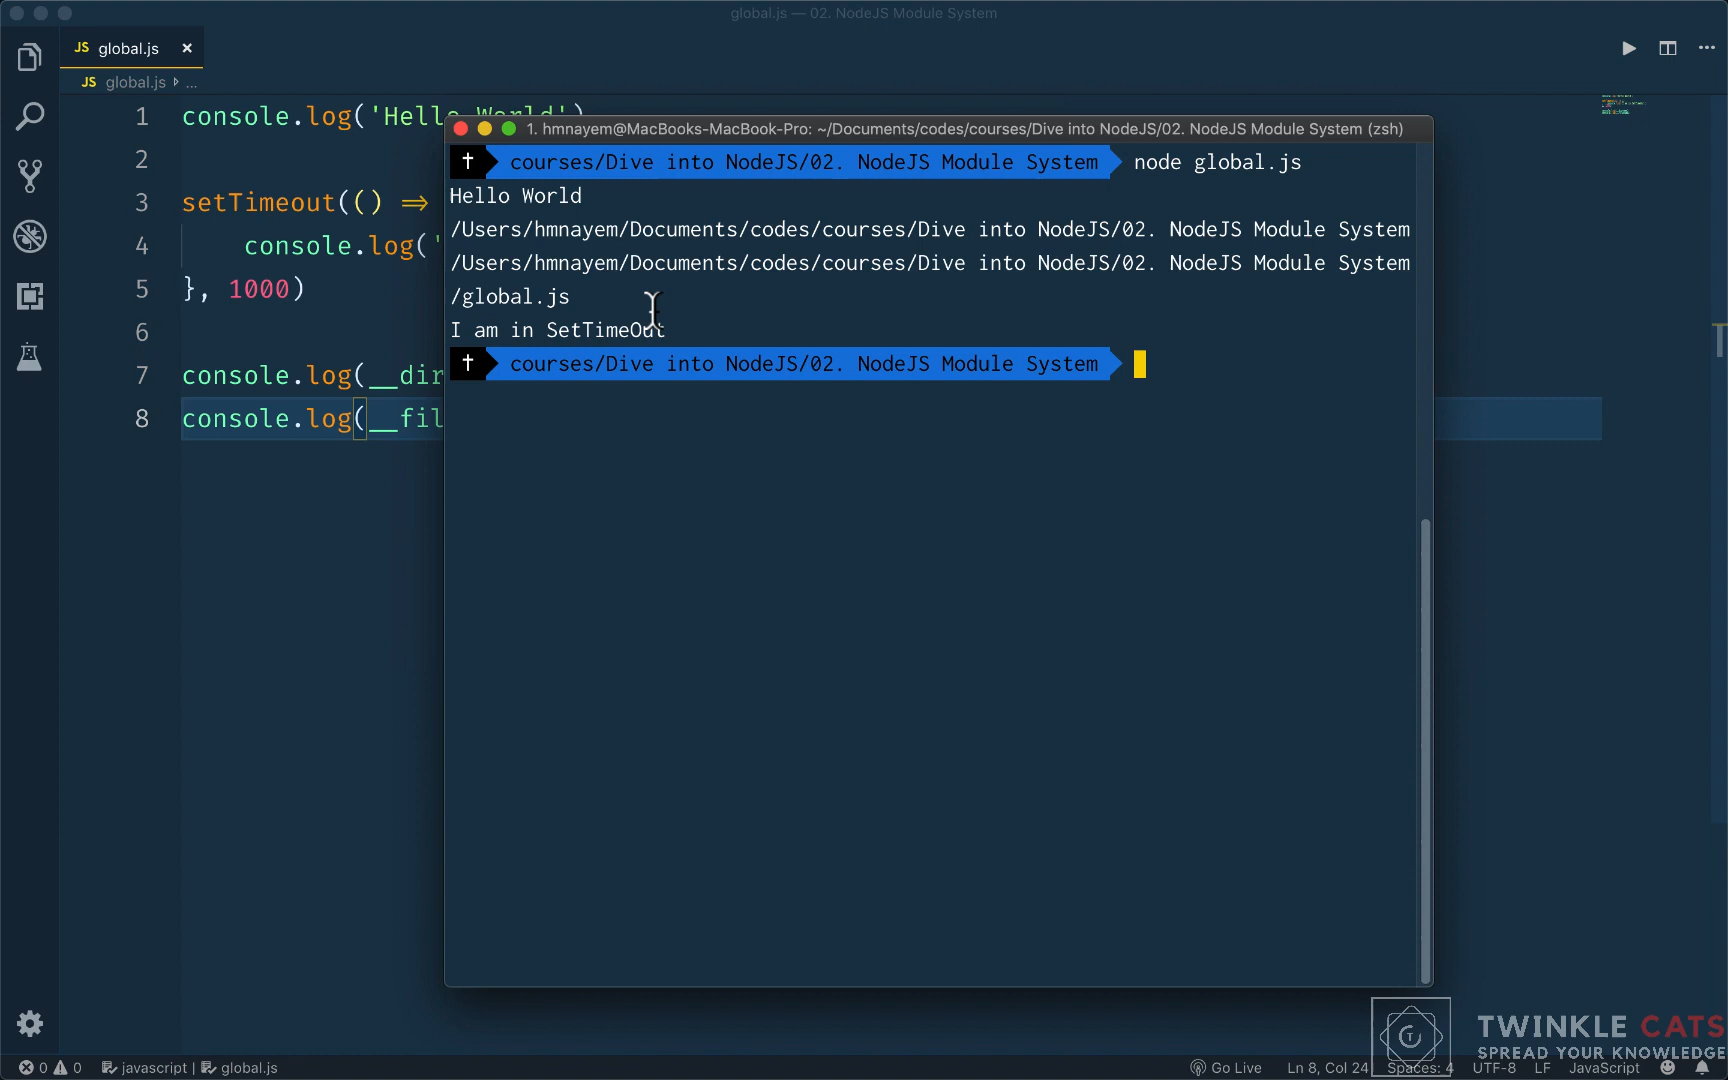 global.js — 02. NodeJS Module System
JS global.js ×
JS global.js ...
1 console.log('Hello World')
2
3 setTimeout(() =>
4 console.log('
5 }, 1000)
6
7 console.log(__dir
8 console.log(__fil
1. hmnayem@MacBooks-MacBook-Pro: ~/Documents/codes/courses/Dive into NodeJS/02. NodeJS Module System (zsh)
courses/Dive into NodeJS/02. NodeJS Module System node global.js
Hello World
/Users/hmnayem/Documents/codes/courses/Dive into NodeJS/02. NodeJS Module System
/Users/hmnayem/Documents/codes/courses/Dive into NodeJS/02. NodeJS Module System
/global.js
I am in SetTimeOut
courses/Dive into NodeJS/02. NodeJS Module System
TWINKLE CATS
SPREAD YOUR KNOWLEDGE
0 0 javascript | global.js Go Live Ln 8, Col 24 Spaces: 4 UTF-8 LF JavaScript